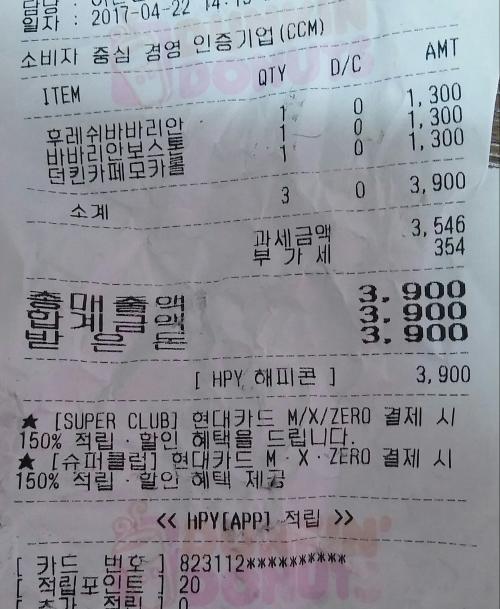 일자 : 2017-04-22
소비자 중심 경영 인증기업(CCM)
ITEM QTY D/C AMT
후레쉬바바리안 1 0 1,300
바바리안보스톤 1 0 1,300
던킨카페모카롤 1 0 1,300
소계 3 0 3,900
과세금액 3,546
부 가 세 354
총 매 출 액 3,900
합 계 금 액 3,900
받 은 돈 3,900
[ HPY 해피콘 ] 3,900
★ [SUPER CLUB] 현대카드 M/X/ZERO 결제 시
150% 적립 · 할인 혜택을 드립니다.
★ [슈퍼클럽] 현대카드 M · X · ZERO 결제 시
150% 적립 · 할인 혜택 제공
<< HPY[APP] 적립 >>
[ 카드 번호 ] 823112**********
[ 적립포인트 ] 20
[ 추가 적립 ] 0